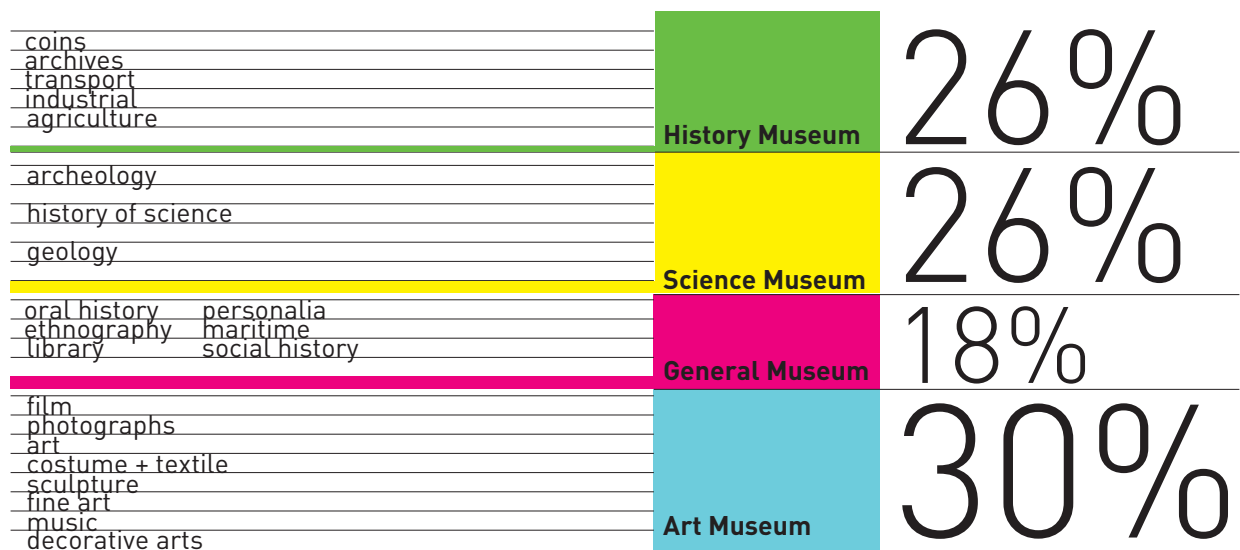 coins
archives
transport
industrial
agriculture
History Museum
26%
archeology
history of science
geology
Science Museum
26%
oral history personalia
ethnography maritime
library social history
General Museum
18%
film
photographs
art
costume + textile
sculpture
fine art
music
decorative arts
Art Museum
30%